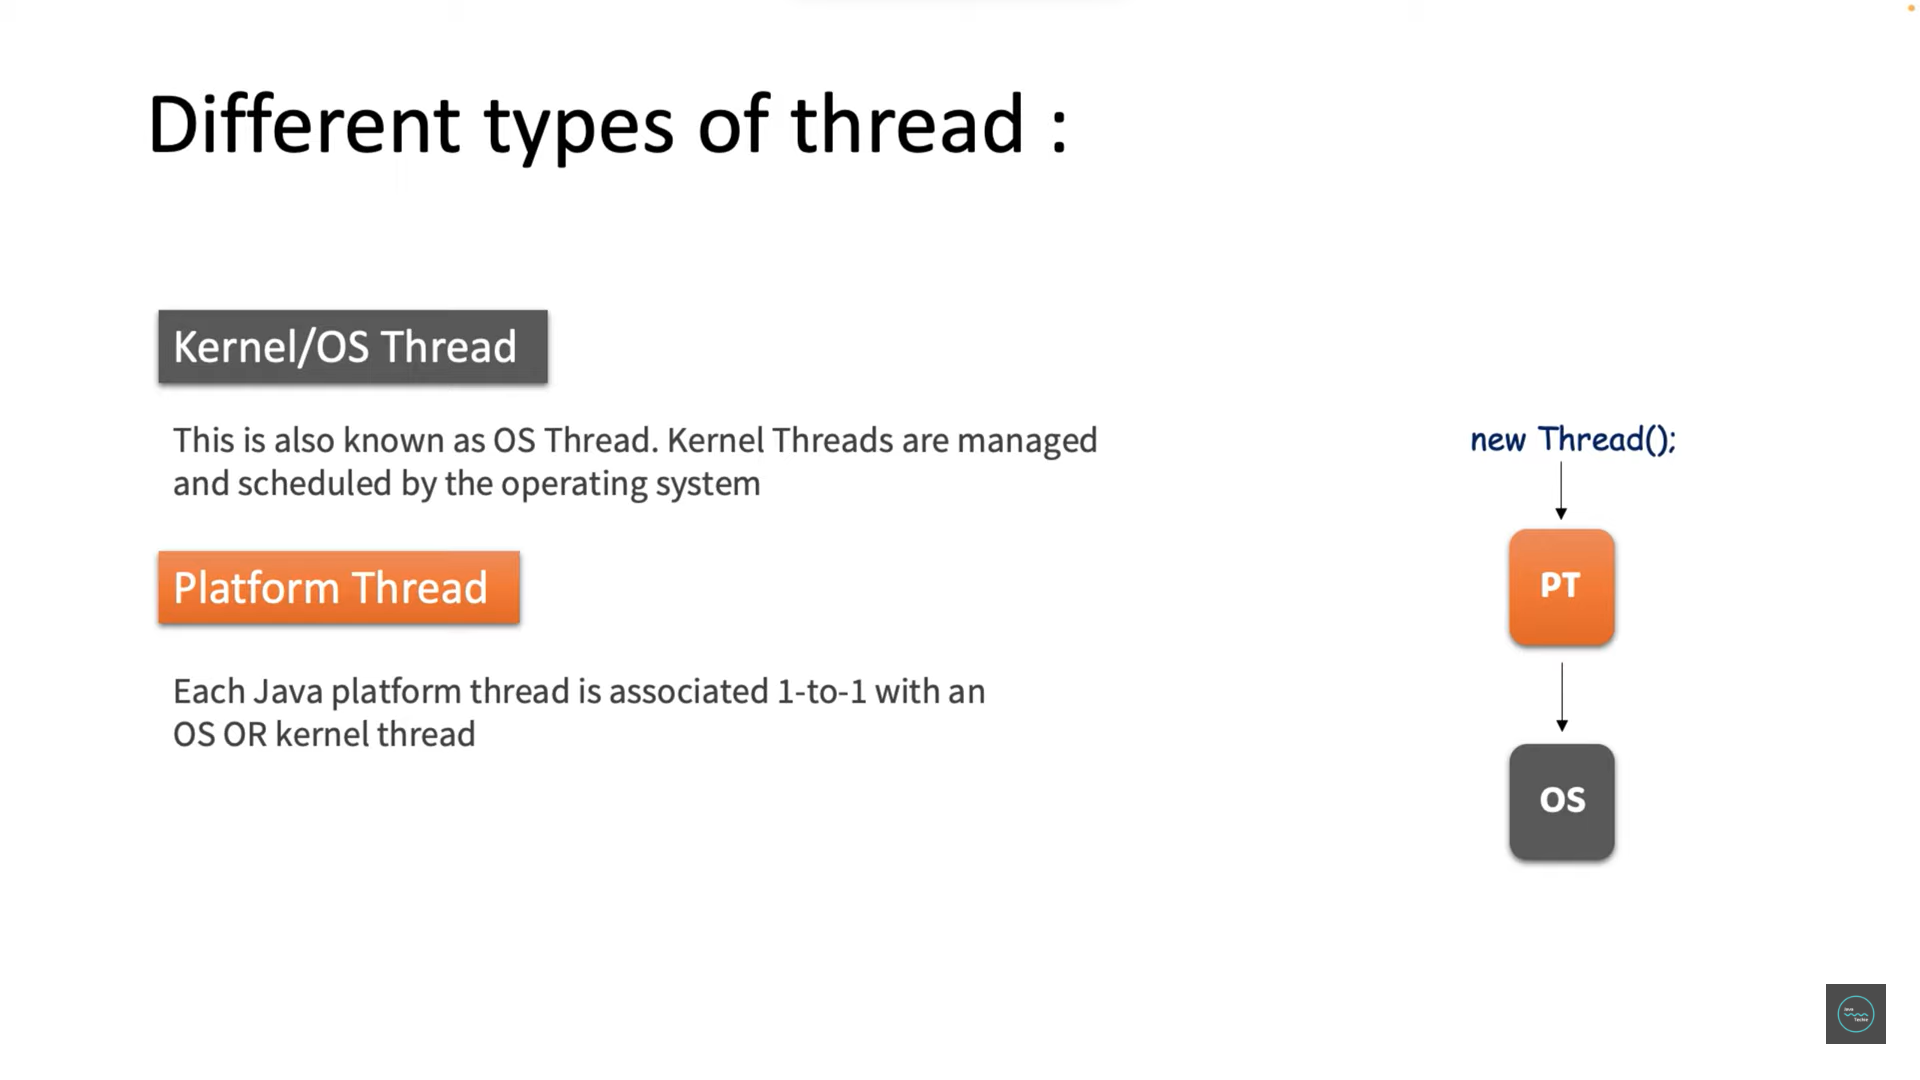 Different types of thread :
Kernel/OS Thread
This is also known as OS Thread. Kernel Threads are managed
and scheduled by the operating system
Platform Thread
Each Java platform thread is associated 1-to-1 with an
OS OR kernel thread
new Thread();
PT
OS
Java
Techie